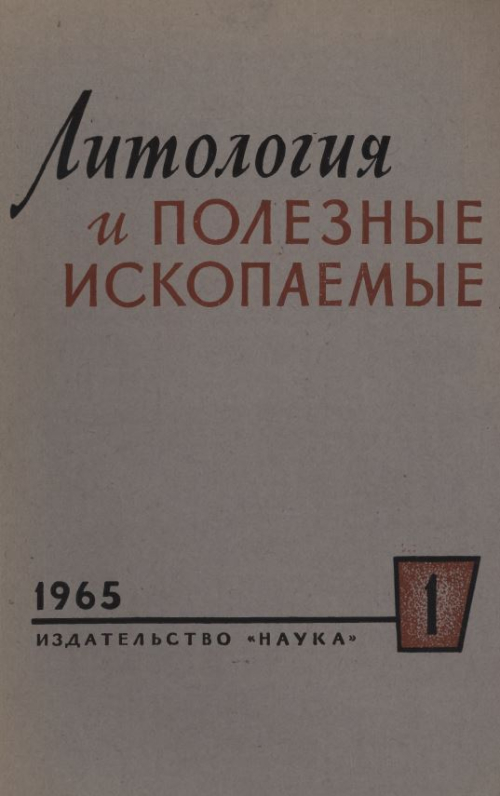 Литология
и ПОЛЕЗНЫЕ
ИСКОПАЕМЫЕ
1965
1
ИЗДАТЕЛЬСТВО «НАУКА»